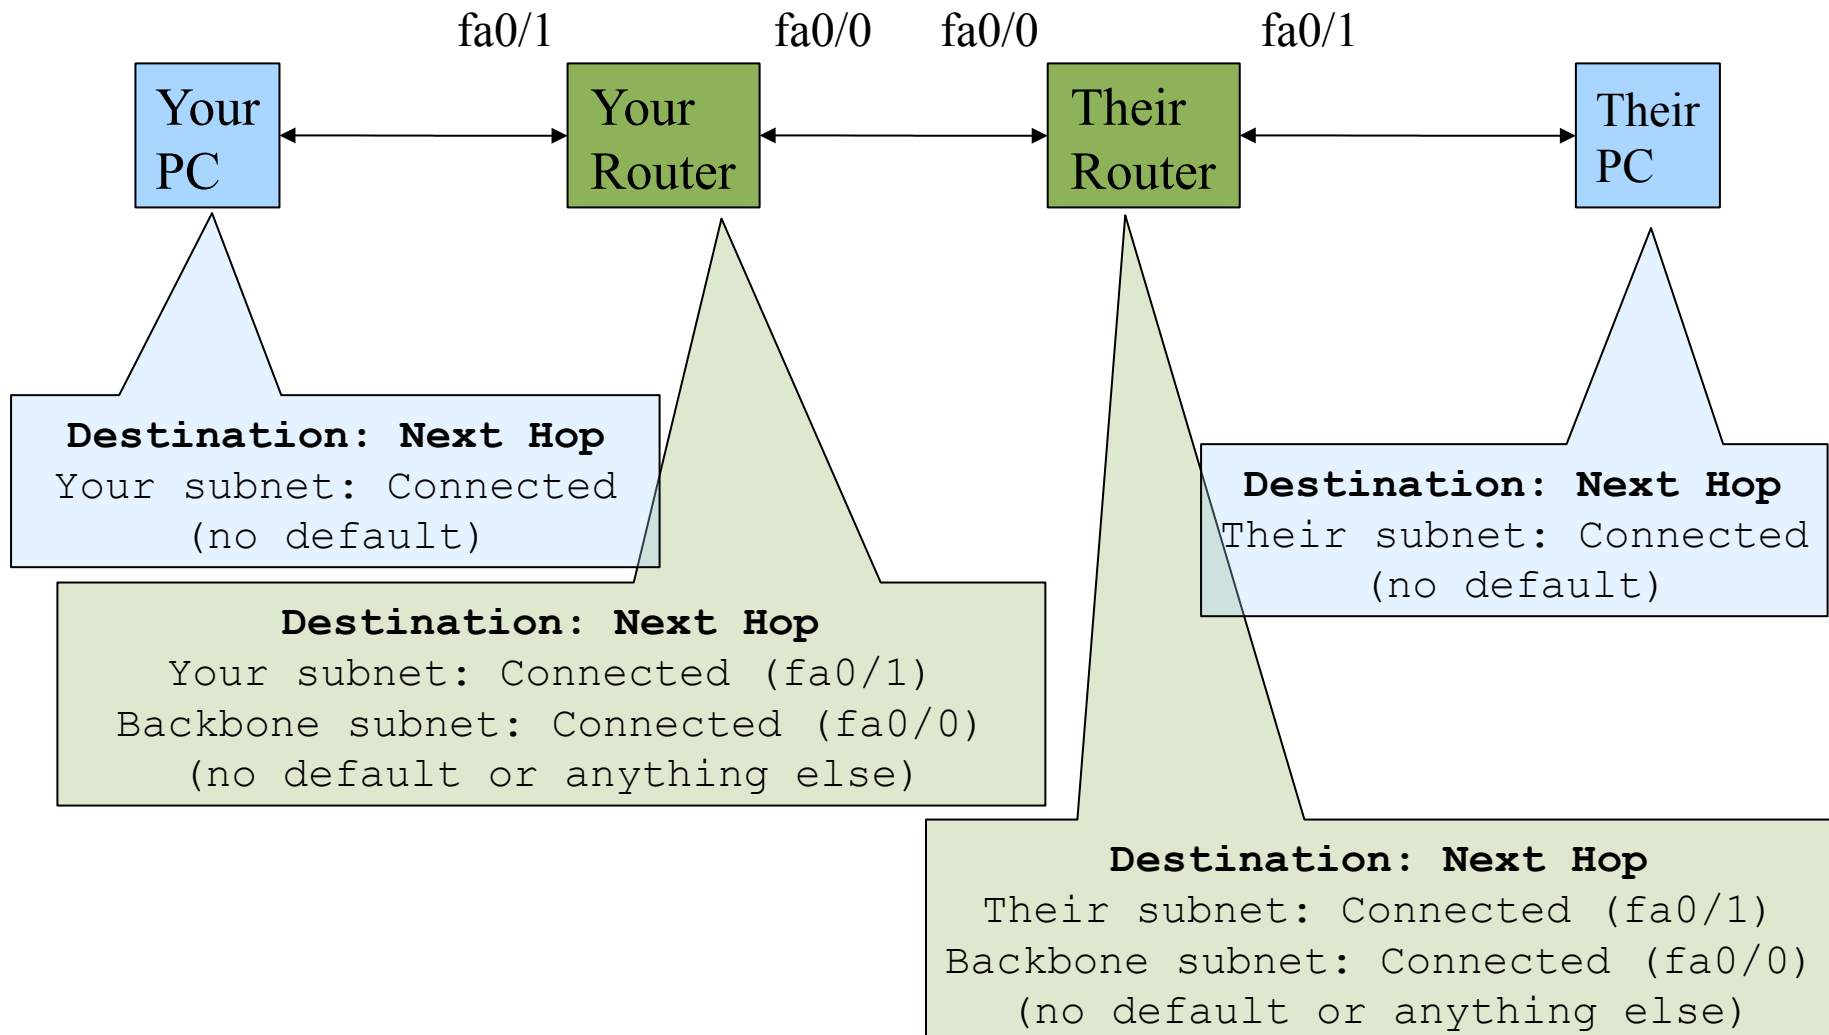 fa0/1 fa0/0 fa0/0 fa0/1
Your
PC
Your
Router
Their
Router
Their
PC
Destination: Next Hop
Your subnet: Connected
(no default)
Destination: Next Hop
Their subnet: Connected
(no default)
Destination: Next Hop
Your subnet: Connected (fa0/1)
Backbone subnet: Connected (fa0/0)
(no default or anything else)
Destination: Next Hop
Their subnet: Connected (fa0/1)
Backbone subnet: Connected (fa0/0)
(no default or anything else)